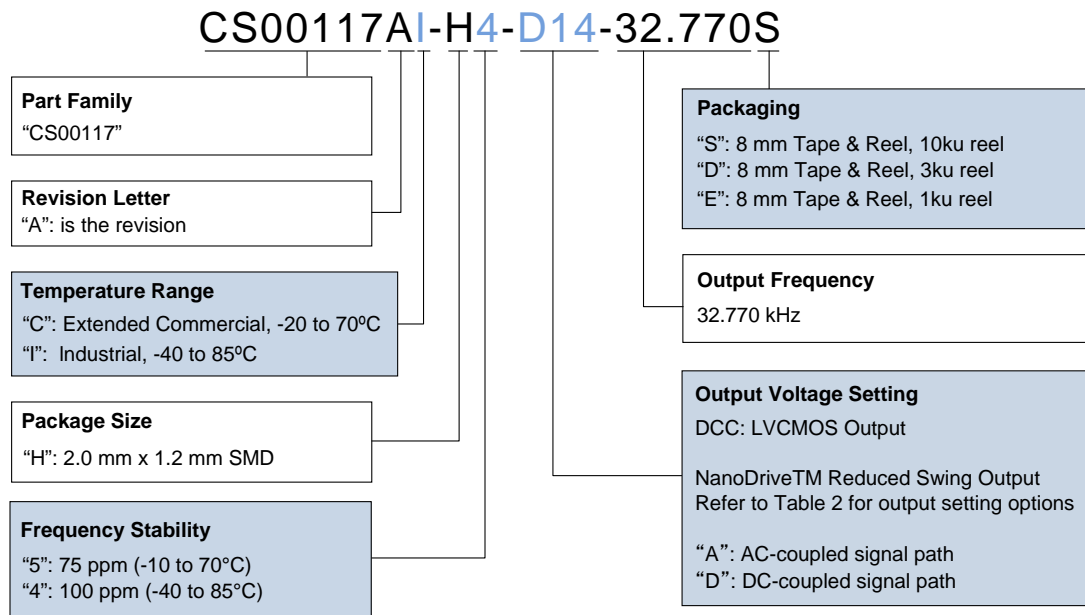 CS00117AI-H4-D14-32.770S
Part Family
“CS00117”
Revision Letter
“A”: is the revision
Temperature Range
“C”: Extended Commercial, -20 to 70ºC
“I”: Industrial, -40 to 85ºC
Package Size
“H”: 2.0 mm x 1.2 mm SMD
Frequency Stability
“5”: 75 ppm (-10 to 70°C)
“4”: 100 ppm (-40 to 85°C)
Packaging
“S”: 8 mm Tape & Reel, 10ku reel
“D”: 8 mm Tape & Reel, 3ku reel
“E”: 8 mm Tape & Reel, 1ku reel
Output Frequency
32.770 kHz
Output Voltage Setting
DCC: LVCMOS Output
NanoDriveTM Reduced Swing Output
Refer to Table 2 for output setting options
“A”: AC-coupled signal path
“D”: DC-coupled signal path